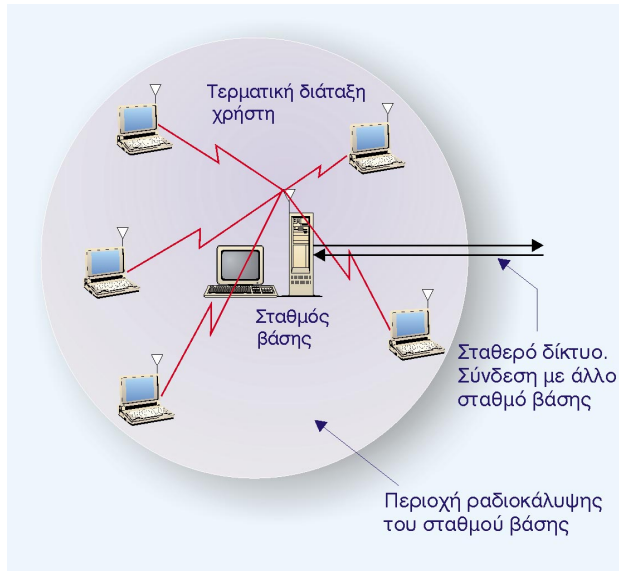 Τερματική διάταξη
χρήστη
Σταθμός
βάσης
Σταθερό δίκτυο.
Σύνδεση με άλλο
σταθμό βάσης
Περιοχή ραδιοκάλυψης
του σταθμού βάσης